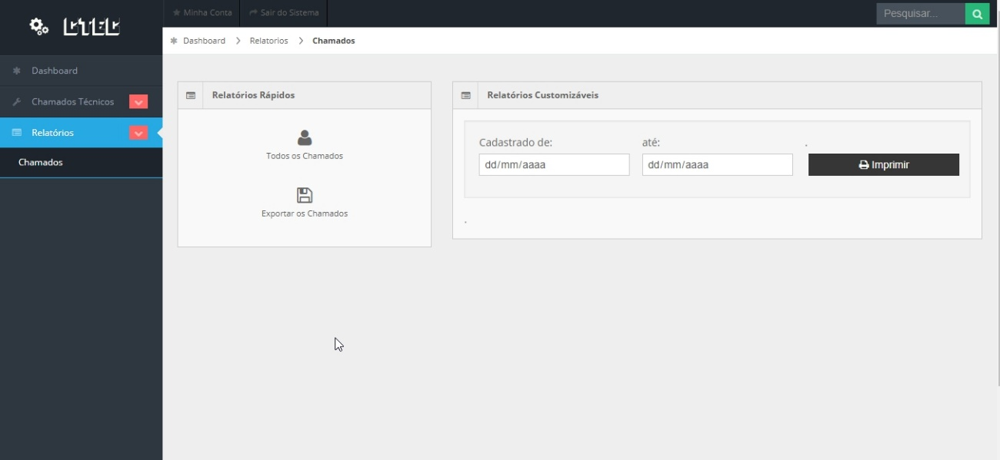 CTEC
Minha Conta
Sair do Sistema
Pesquisar...
Dashboard
Chamados Técnicos
Relatórios
Chamados
Dashboard > Relatorios > Chamados
Relatórios Rápidos
Todos os Chamados
Exportar os Chamados
Relatórios Customizáveis
Cadastrado de:
até:
.
dd/mm/aaaa
dd/mm/aaaa
Imprimir
.